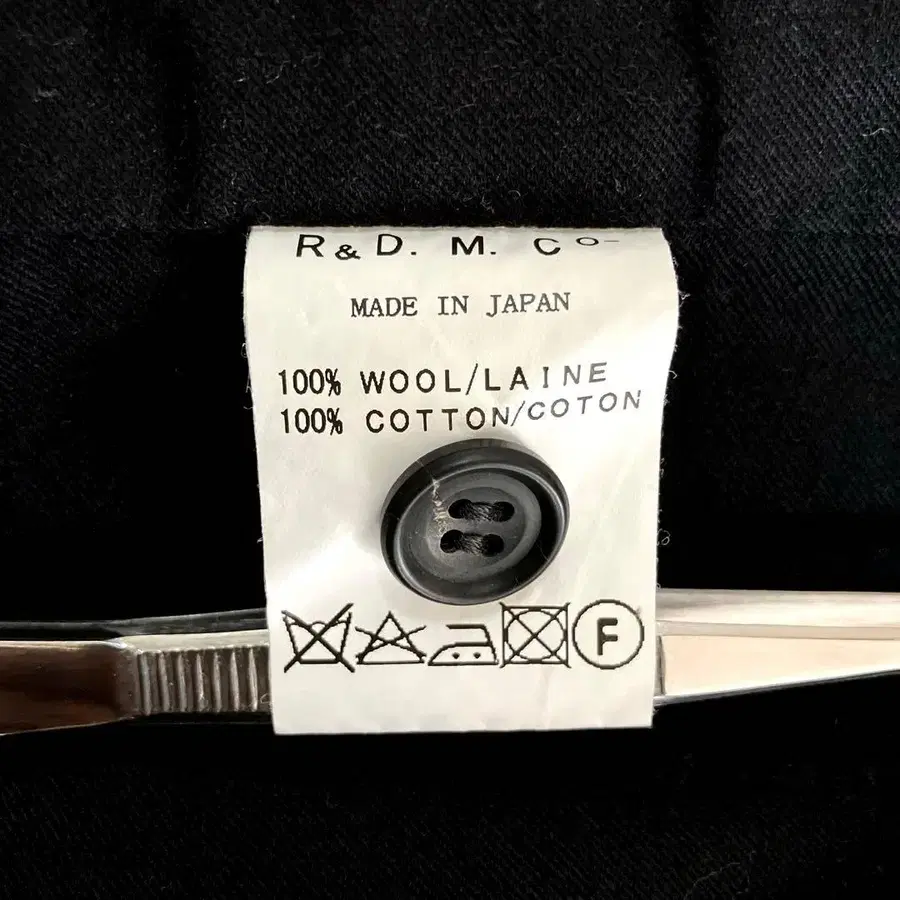 R & D. M. Co-
MADE IN JAPAN
100% WOOL/LAINE
100% COTTON/COTON
F